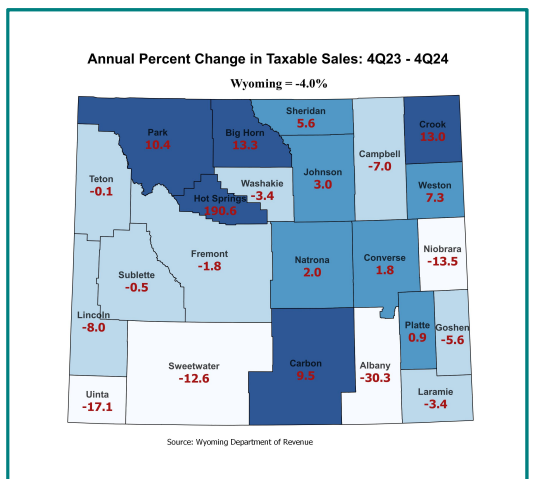 Annual Percent Change in Taxable Sales: 4Q23 - 4Q24
Wyoming = -4.0%
Sheridan
5.6
Park
10.4
Big Horn
13.3
Crook
13.0
Campbell
-7.0
Johnson
3.0
Teton
-0.1
Washakie
-3.4
Weston
7.3
Hot Springs
190.6
Fremont
-1.8
Natrona
2.0
Converse
1.8
Niobrara
-13.5
Sublette
-0.5
Lincoln
-8.0
Platte
0.9
Goshen
-5.6
Sweetwater
-12.6
Carbon
9.5
Albany
-30.3
Uinta
-17.1
Laramie
-3.4
Source: Wyoming Department of Revenue